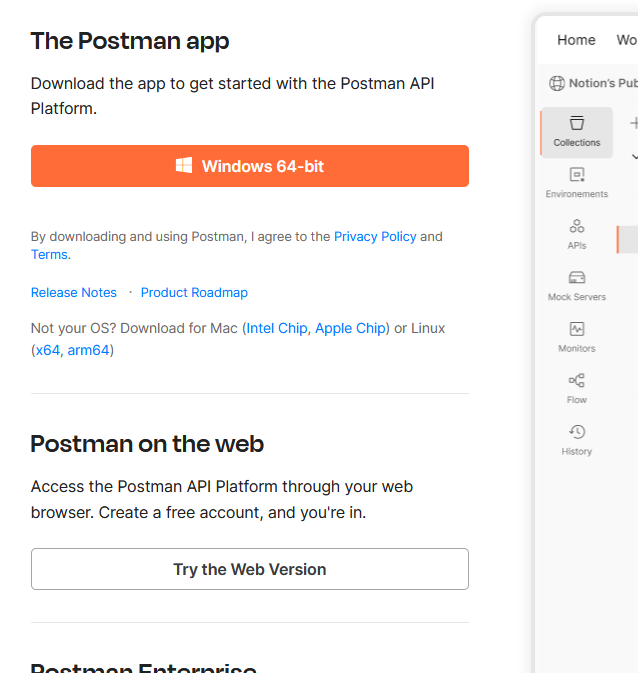 The Postman app
Download the app to get started with the Postman API
Platform.
Windows 64-bit
By downloading and using Postman, I agree to the Privacy Policy and
Terms.
Release Notes · Product Roadmap
Not your OS? Download for Mac (Intel Chip, Apple Chip) or Linux
(x64, arm64)
Postman on the web
Access the Postman API Platform through your web
browser. Create a free account, and you're in.
Try the Web Version
Postman Enterprise
Home Wo
Notion's Pub
Collections
Environements
APIs
Mock Servers
Monitors
Flow
History